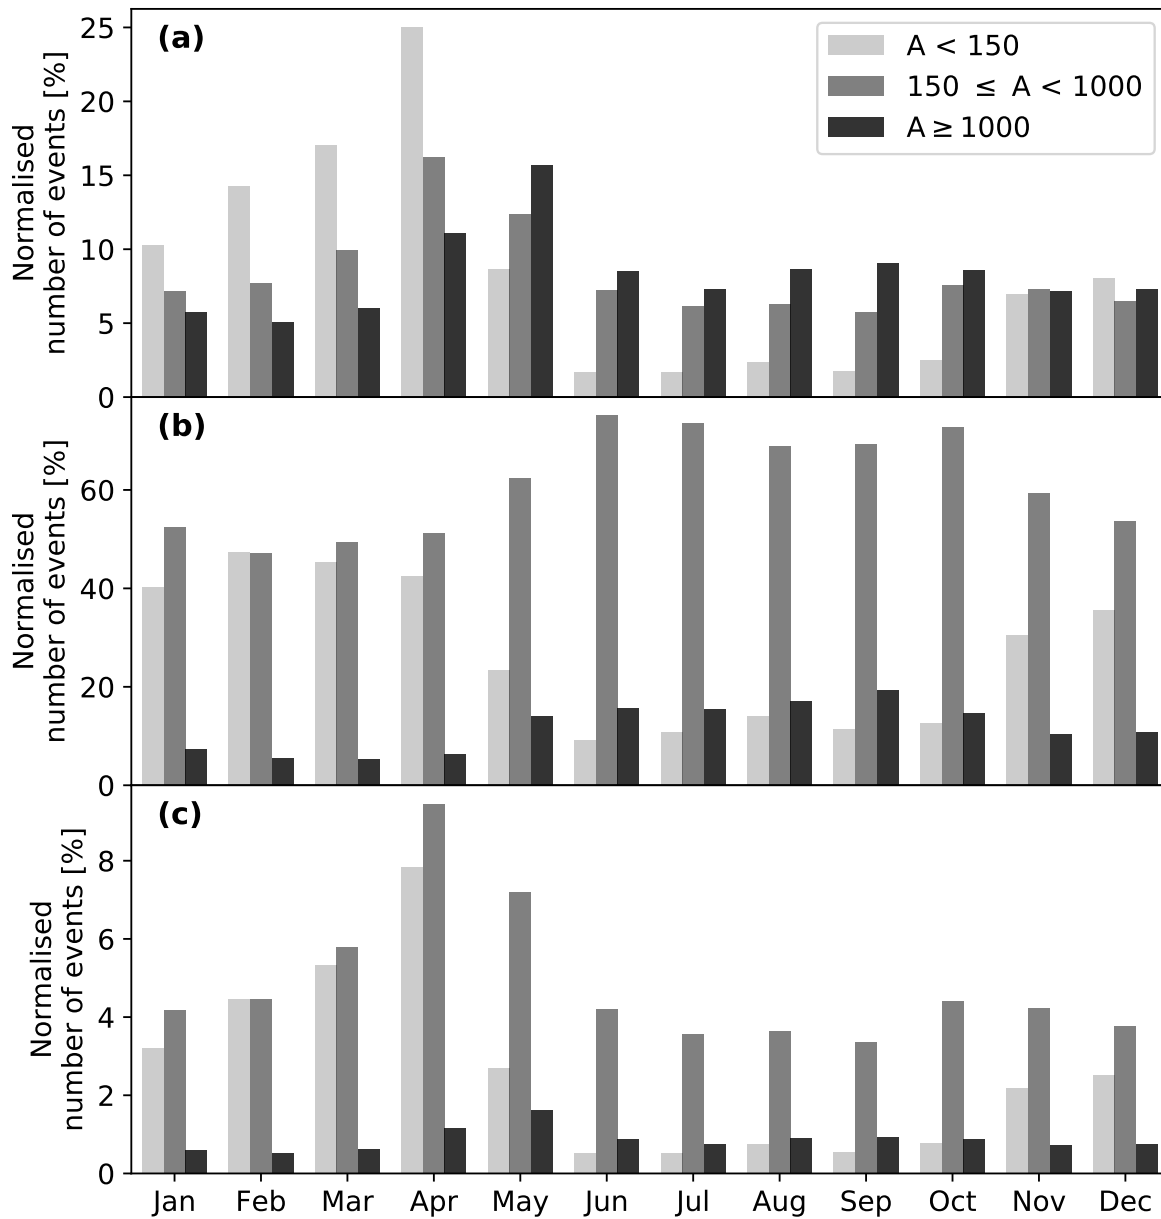 (a)
A < 150
150 ≤ A < 1000
A ≥ 1000
Normalised
number of events [%]
25
20
15
10
5
0
(b)
Normalised
number of events [%]
60
40
20
0
(c)
Normalised
number of events [%]
8
6
4
2
0
Jan Feb Mar Apr May Jun Jul Aug Sep Oct Nov Dec